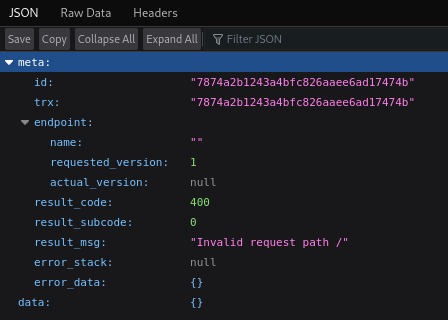 JSON Raw Data Headers
Save Copy Collapse All Expand All Filter JSON
meta:
id: "7874a2b1243a4bfc826aaee6ad17474b"
trx: "7874a2b1243a4bfc826aaee6ad17474b"
endpoint:
name: ""
requested_version: 1
actual_version: null
result_code: 400
result_subcode: 0
result_msg: "Invalid request path /"
error_stack: null
error_data: {}
data: {}